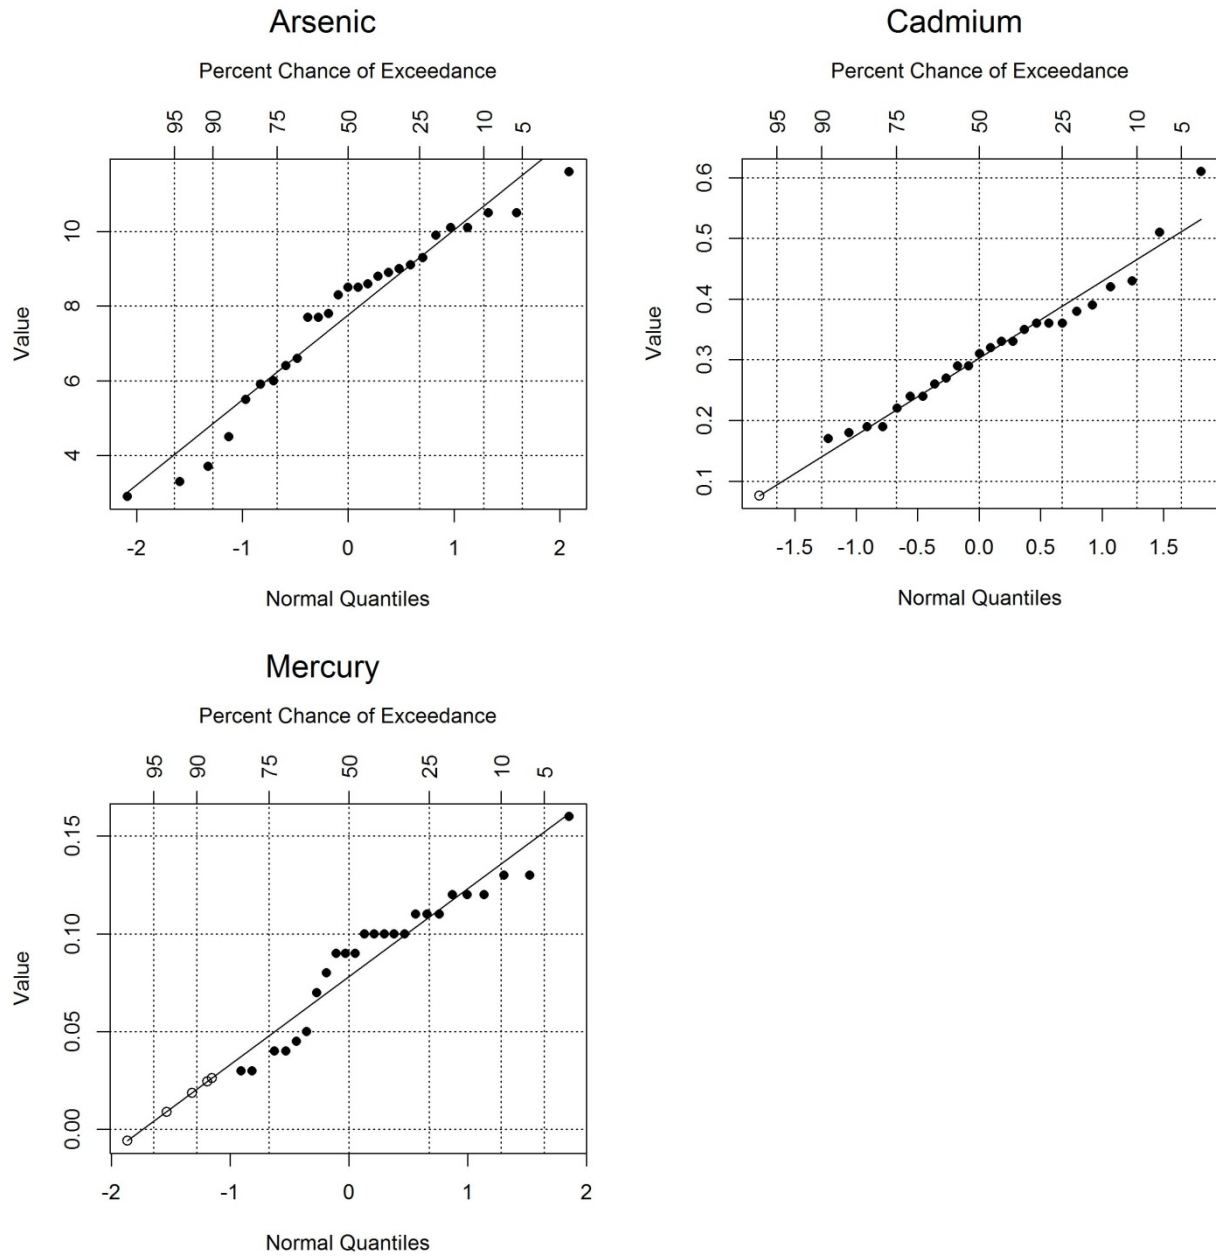 Arsenic
Percent Chance of Exceedance
95 90 75 50 25 10 5
10
8
6
4
Value
-2 -1 0 1 2
Normal Quantiles
Cadmium
Percent Chance of Exceedance
95 90 75 50 25 10 5
0.6
0.5
0.4
0.3
0.2
0.1
Value
-1.5 -1.0 -0.5 0.0 0.5 1.0 1.5
Normal Quantiles
Mercury
Percent Chance of Exceedance
95 90 75 50 25 10 5
0.15
0.10
0.05
0.00
Value
-2 -1 0 1 2
Normal Quantiles